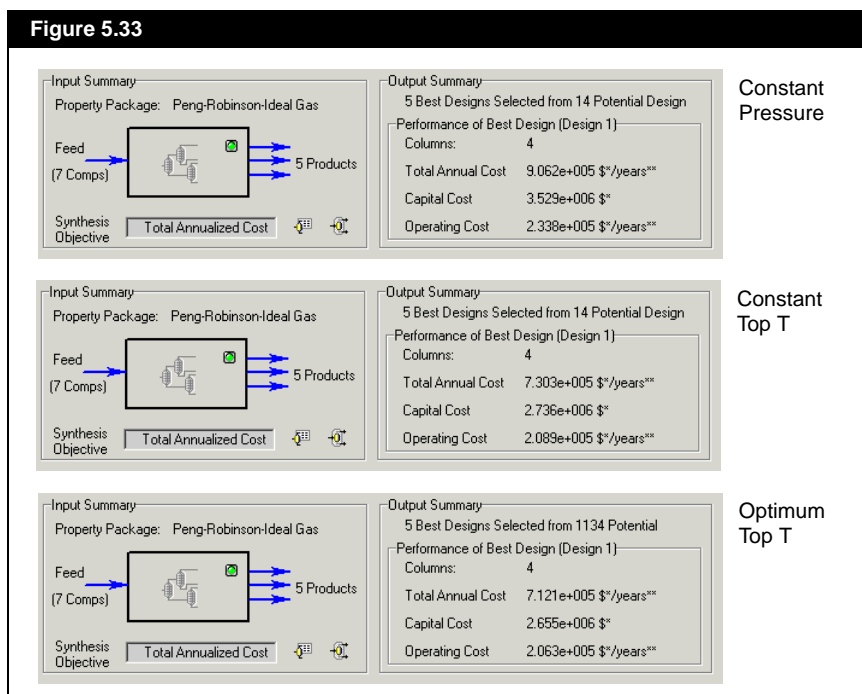 Figure 5.33
Input Summary
Property Package: Peng-Robinson-Ideal Gas
Feed
(7 Comps)
5 Products
Synthesis
Objective
Total Annualized Cost
Output Summary
5 Best Designs Selected from 14 Potential Design
Performance of Best Design (Design 1)
Columns: 4
Total Annual Cost 9.062e+005 $*/years**
Capital Cost 3.529e+006 $*
Operating Cost 2.338e+005 $*/years**
Constant
Pressure
Input Summary
Property Package: Peng-Robinson-Ideal Gas
Feed
(7 Comps)
5 Products
Synthesis
Objective
Total Annualized Cost
Output Summary
5 Best Designs Selected from 14 Potential Design
Performance of Best Design (Design 1)
Columns: 4
Total Annual Cost 7.303e+005 $*/years**
Capital Cost 2.736e+006 $*
Operating Cost 2.089e+005 $*/years**
Constant
Top T
Input Summary
Property Package: Peng-Robinson-Ideal Gas
Feed
(7 Comps)
5 Products
Synthesis
Objective
Total Annualized Cost
Output Summary
5 Best Designs Selected from 1134 Potential
Performance of Best Design (Design 1)
Columns: 4
Total Annual Cost 7.121e+005 $*/years**
Capital Cost 2.655e+006 $*
Operating Cost 2.063e+005 $*/years**
Optimum
Top T